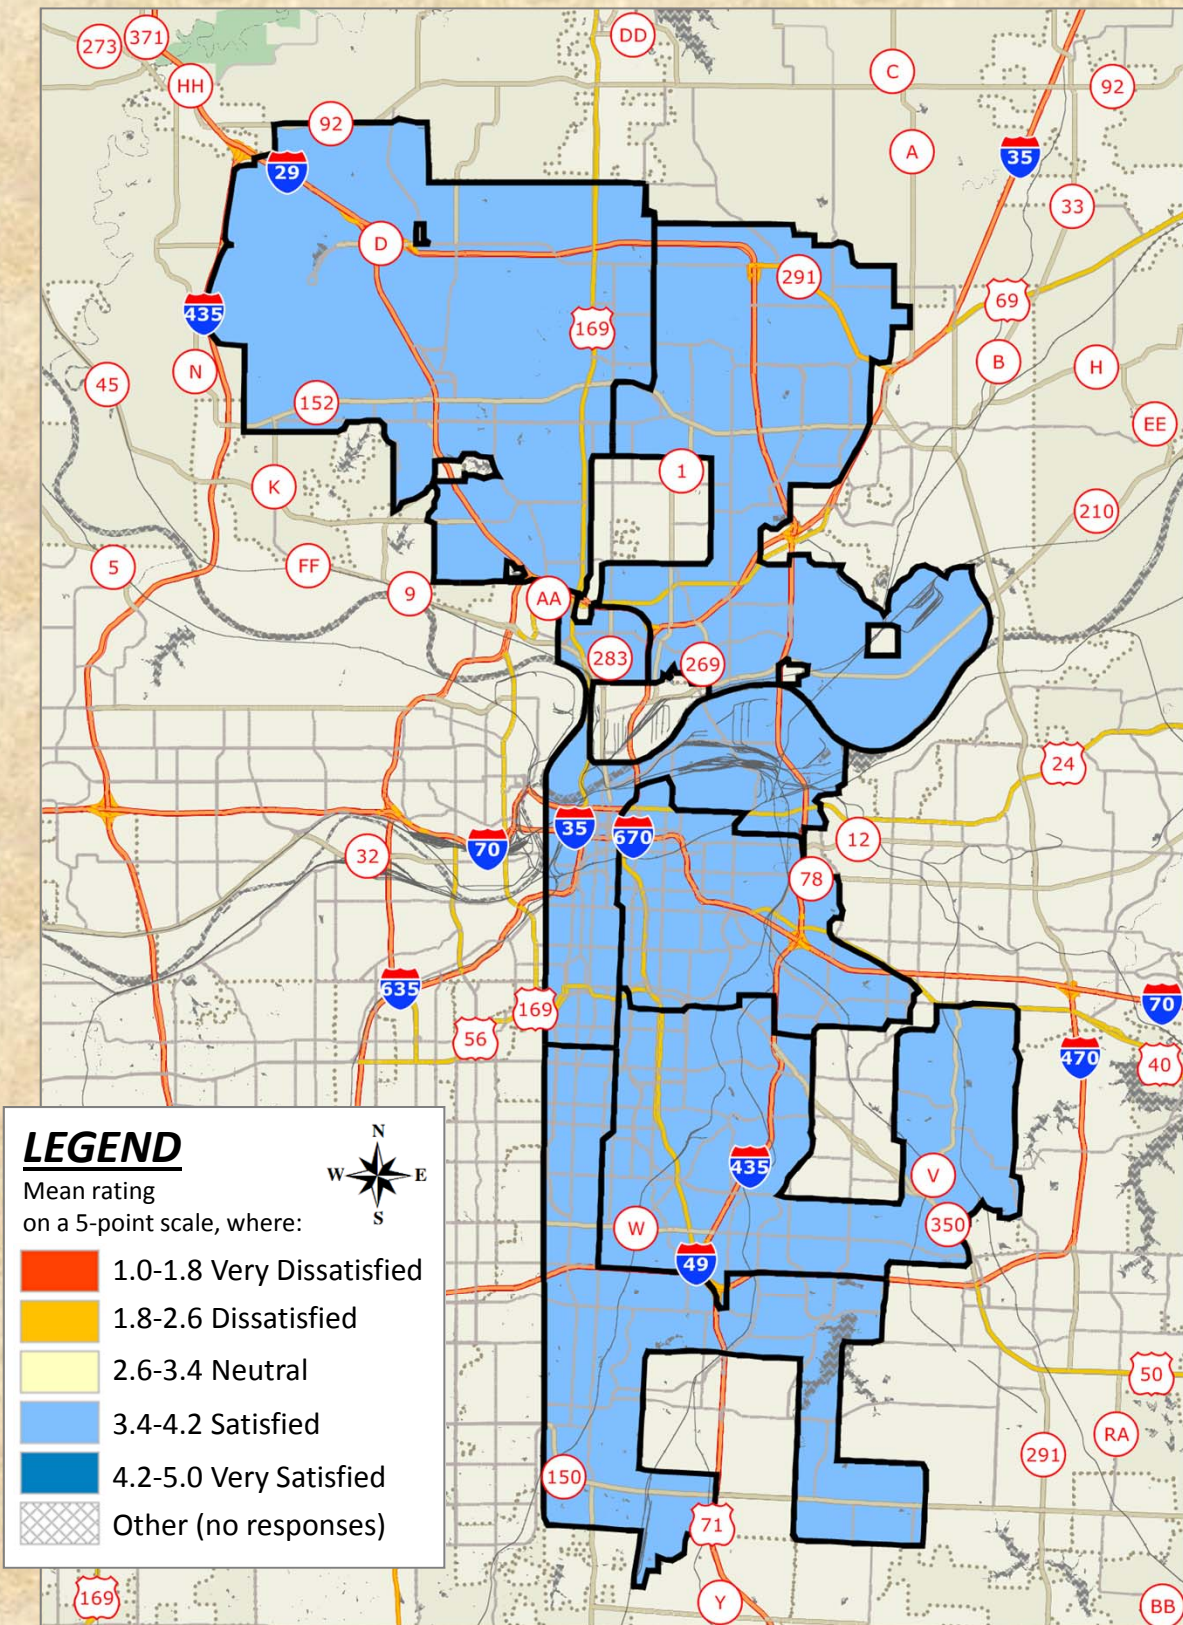 273
371
DD
HH
C
92
92
A
35
29
33
D
291
69
435
169
B
N
H
45
152
EE
1
K
210
5
FF
9
AA
283
269
24
35
670
12
70
32
78
635
70
169
56
470
40
LEGEND
Mean rating
on a 5-point scale, where:
N
W
E
S
1.0-1.8 Very Dissatisfied
1.8-2.6 Dissatisfied
2.6-3.4 Neutral
3.4-4.2 Satisfied
4.2-5.0 Very Satisfied
Other (no responses)
435
V
W
350
49
50
RA
291
150
71
169
Y
BB